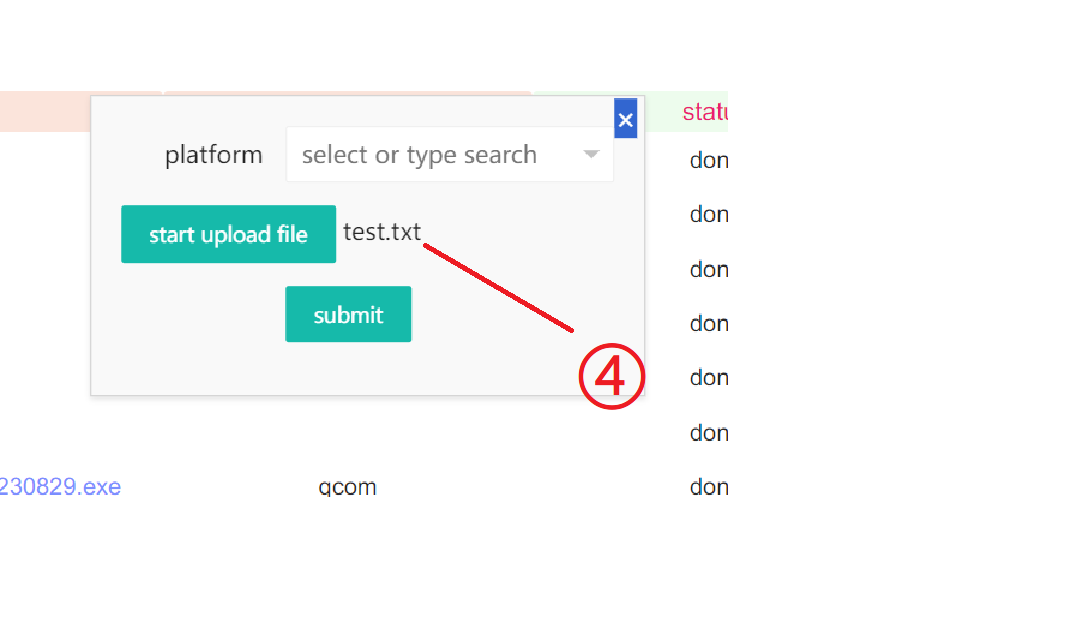 statu
platform select or type search
don
start upload file test.txt
don
don
submit
don
④
don
don
230829.exe qcom don